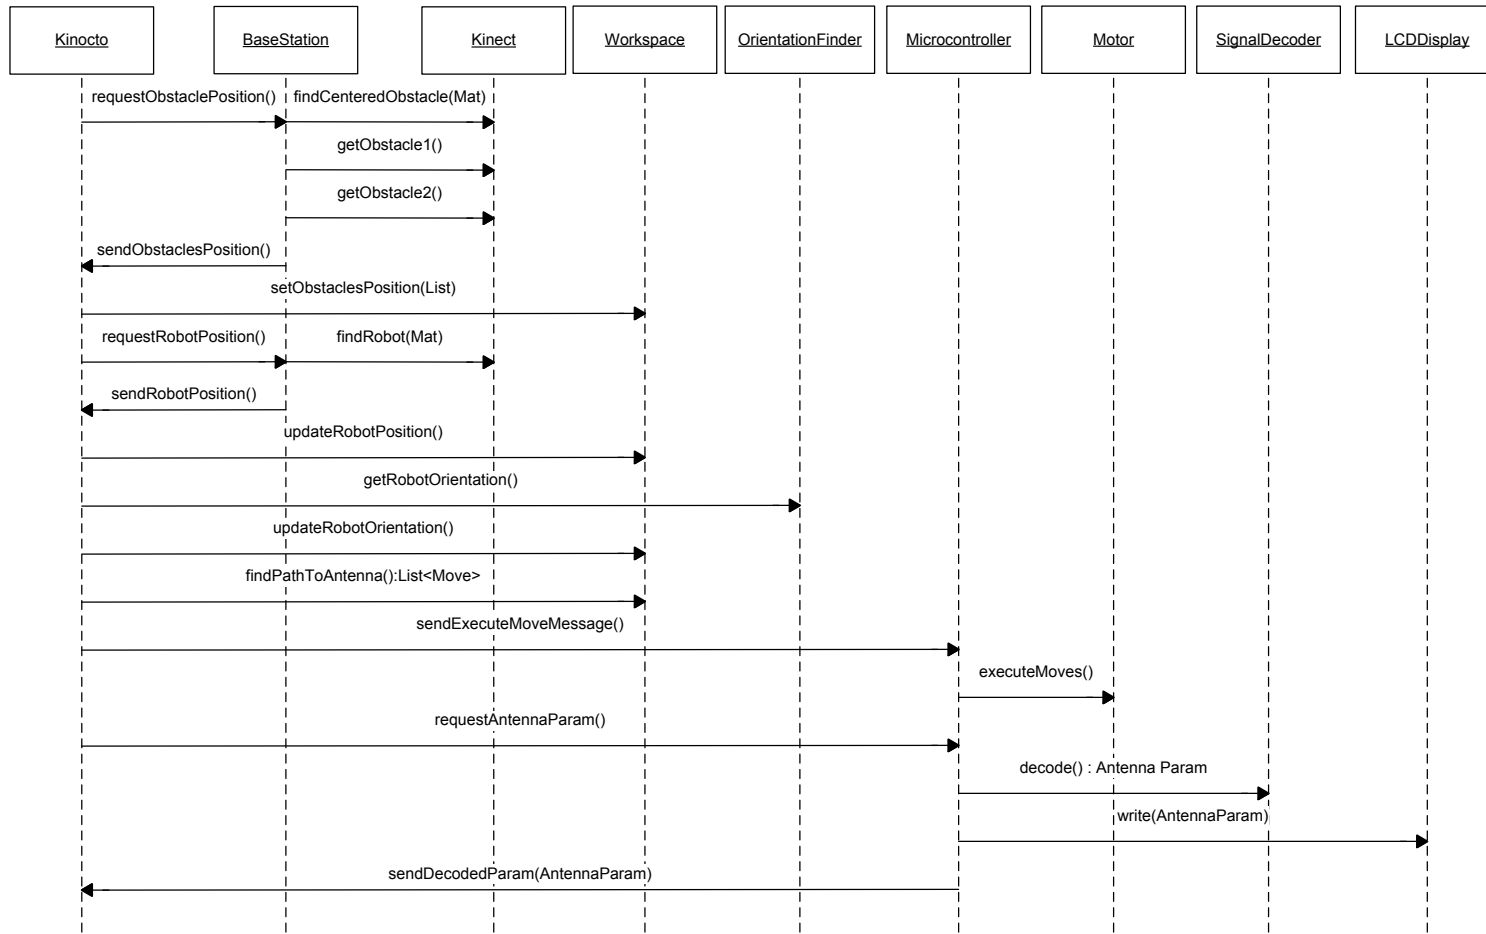 Kinocto
BaseStation
Kinect
Workspace
OrientationFinder
Microcontroller
Motor
SignalDecoder
LCDDisplay
requestObstaclePosition()
findCenteredObstacle(Mat)
getObstacle1()
getObstacle2()
sendObstaclesPosition()
setObstaclesPosition(List)
requestRobotPosition()
findRobot(Mat)
sendRobotPosition()
updateRobotPosition()
getRobotOrientation()
updateRobotOrientation()
findPathToAntenna():List<Move>
sendExecuteMoveMessage()
executeMoves()
requestAntennaParam()
decode() : Antenna Param
write(AntennaParam)
sendDecodedParam(AntennaParam)